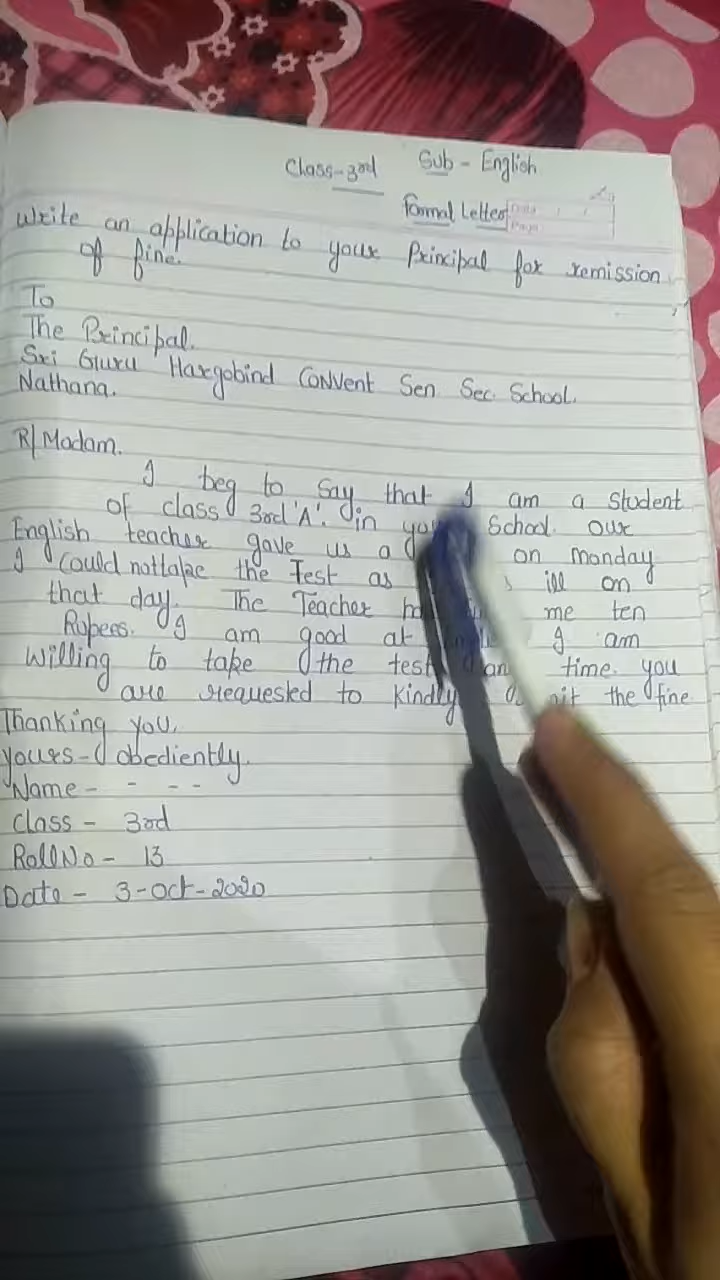 Class-3rd Sub - English
Formal Letter
Write an application to your Principal for remission
of fine.
To
The Principal.
Sri Guru Hargobind Convent Sen. Sec. School.
Nathana.
R/Madam.
I beg to say that I am a student
of class 3rd 'A'. in your School. Our
English teacher gave us a on monday
I Could not take the Test as ill on
that day. The Teacher me ten
Rupees. I am good at I am
willing to take the test any time. you
are requested to kindly the fine
Thanking you.
yours - obediently.
Name - - - -
Class - 3rd
Roll No - 13
Date - 3-oct-2020